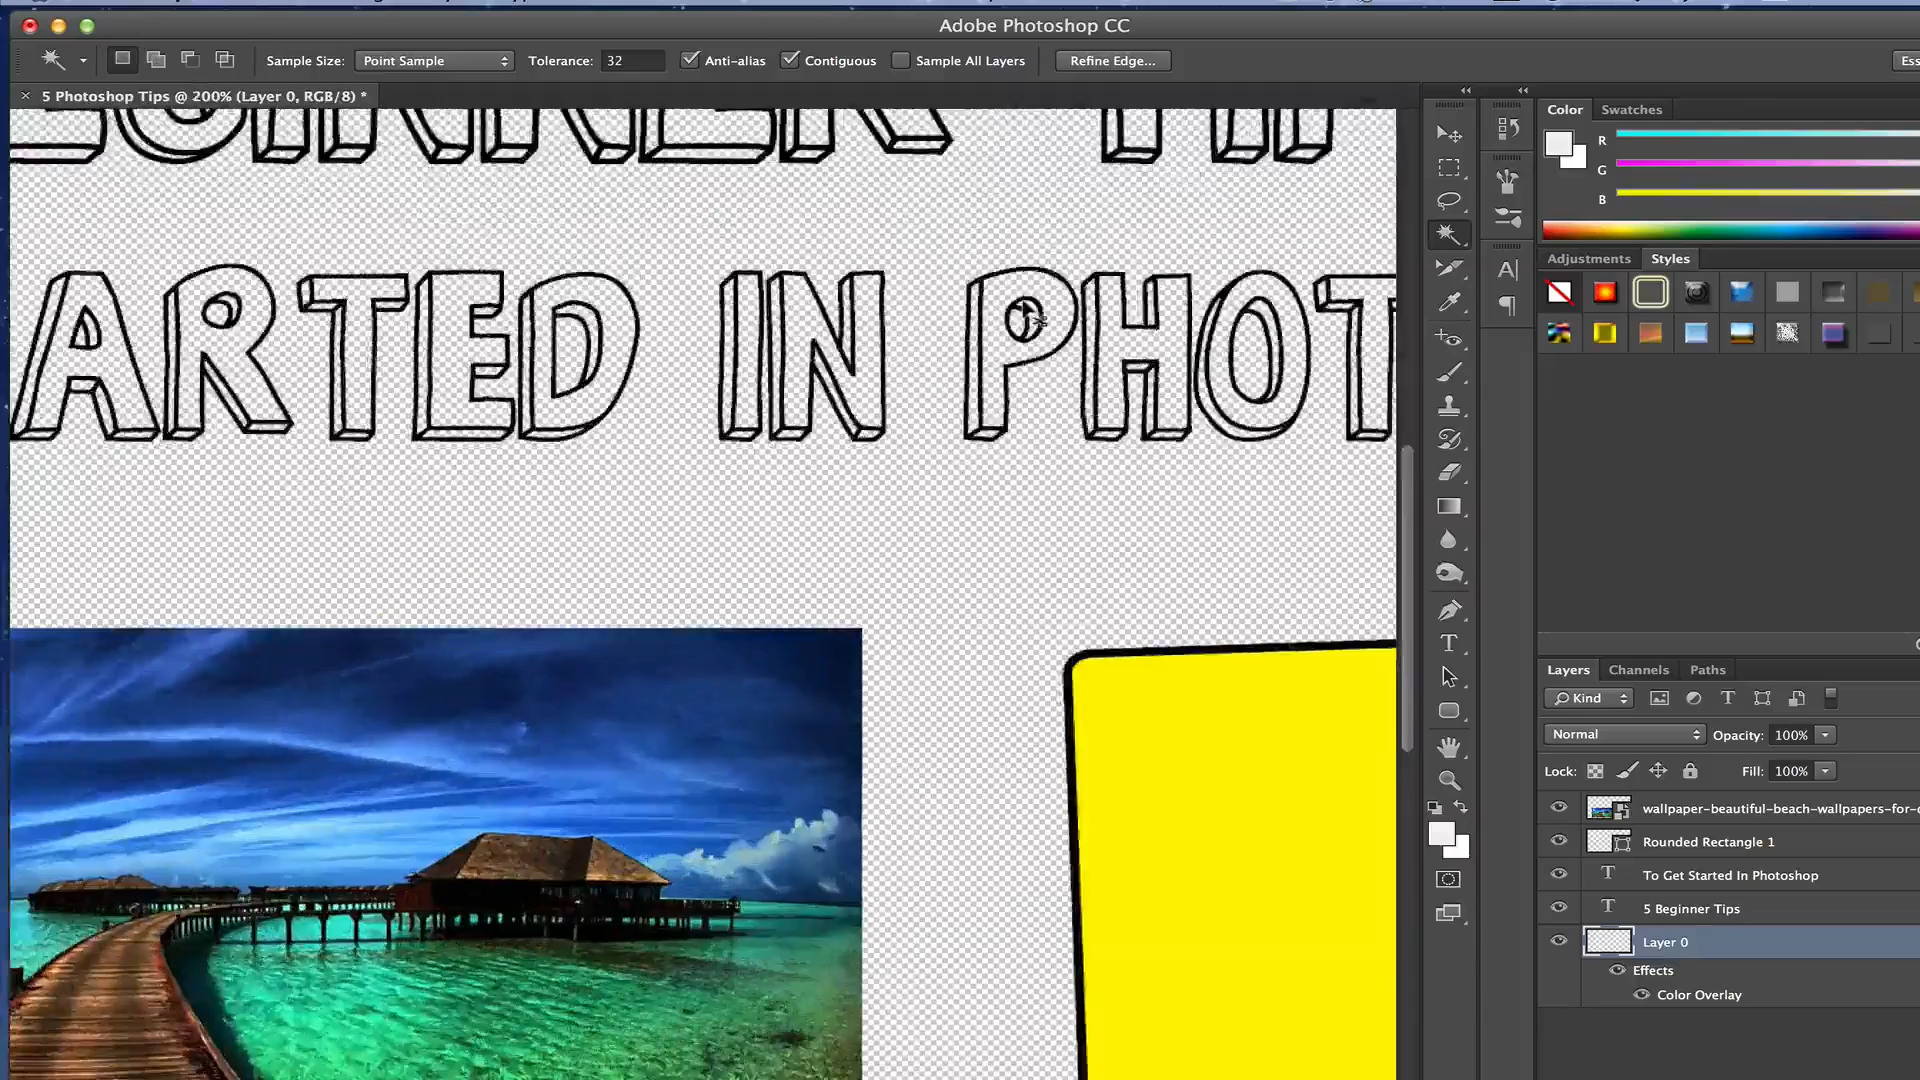 Adobe Photoshop CC
Sample Size: Point Sample Tolerance: 32 Anti-alias Contiguous Sample All Layers Refine Edge... Ess
5 Photoshop Tips @ 200% (Layer 0, RGB/8) *
Color Swatches
R
G
B
EGINNER TIP
ARTED IN PHOT
Adjustments Styles
Layers Channels Paths
Kind
Normal Opacity: 100%
Lock: Fill: 100%
wallpaper-beautiful-beach-wallpapers-for-
Rounded Rectangle 1
To Get Started In Photoshop
5 Beginner Tips
Layer 0
Effects
Color Overlay